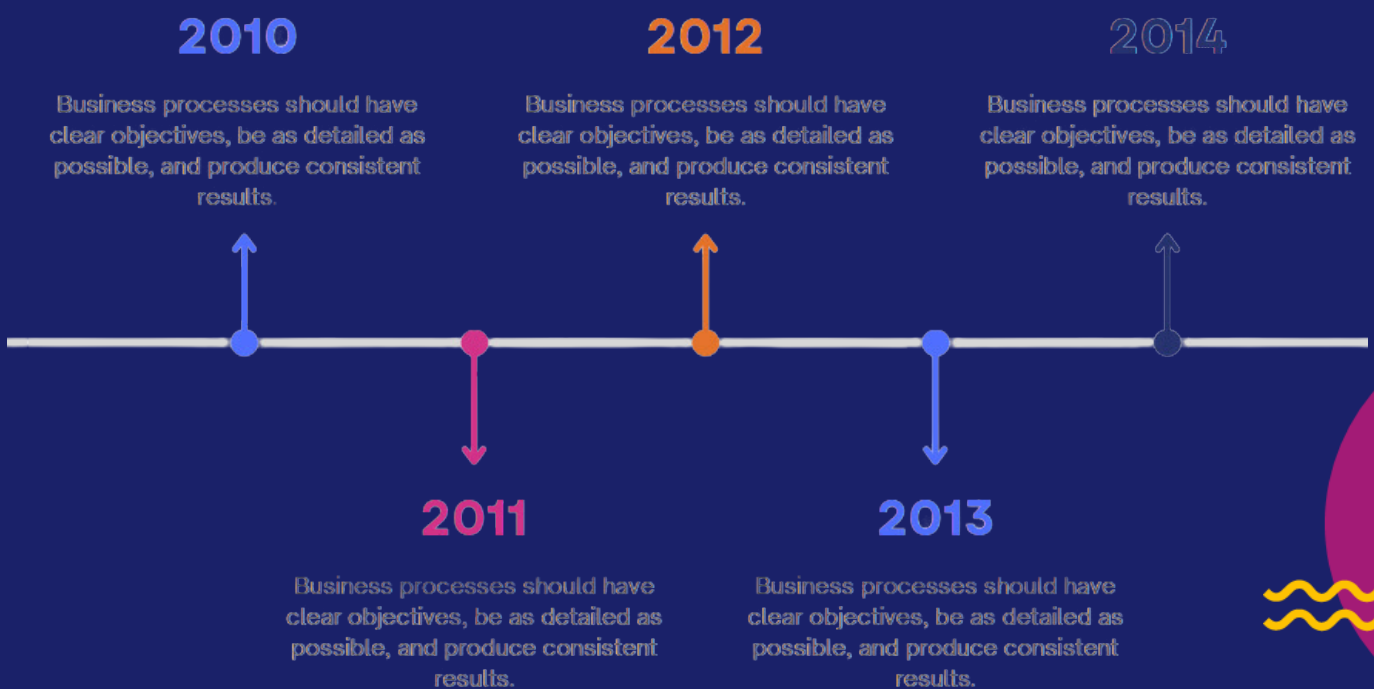 2010
Business processes should have
clear objectives, be as detailed as
possible, and produce consistent
results.
2012
Business processes should have
clear objectives, be as detailed as
possible, and produce consistent
results.
2014
Business processes should have
clear objectives, be as detailed as
possible, and produce consistent
results.
2011
Business processes should have
clear objectives, be as detailed as
possible, and produce consistent
results.
2013
Business processes should have
clear objectives, be as detailed as
possible, and produce consistent
results.